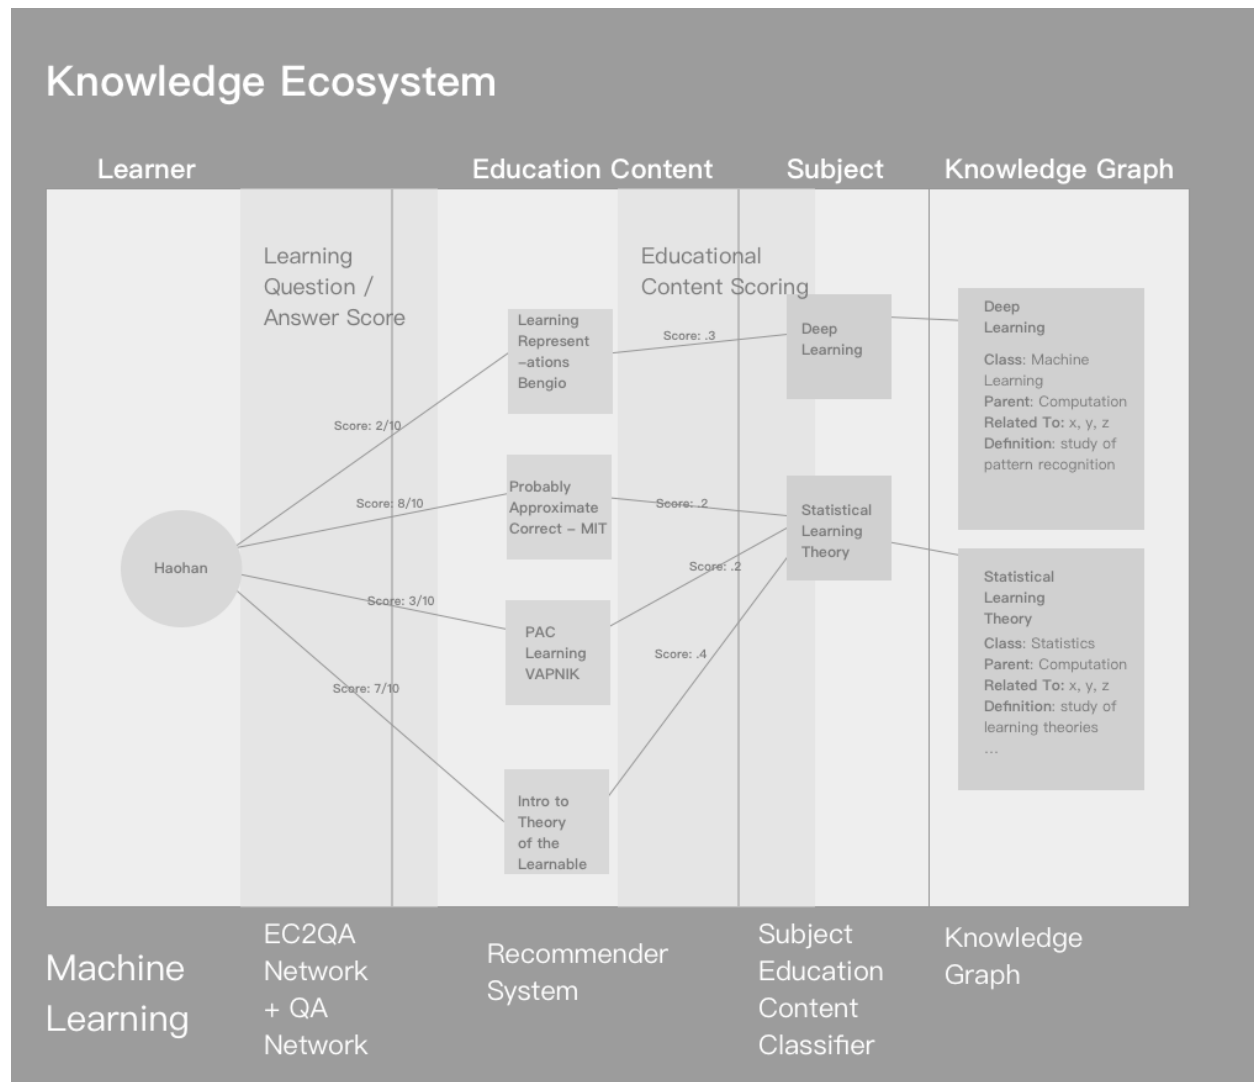 Knowledge Ecosystem
Learner
Education Content
Subject
Knowledge Graph
Learning
Question /
Answer Score
Educational
Content Scoring
Haohan
Score: 2/10
Score: 8/10
Score: 3/10
Score: 7/10
Learning
Represent
-ations
Bengio
Probably
Approximate
Correct - MIT
PAC
Learning
VAPNIK
Intro to
Theory
of the
Learnable
Score: .3
Score: .2
Score: .2
Score: .4
Deep
Learning
Statistical
Learning
Theory
Deep
Learning
Class: Machine
Learning
Parent: Computation
Related To: x, y, z
Definition: study of
pattern recognition
Statistical
Learning
Theory
Class: Statistics
Parent: Computation
Related To: x, y, z
Definition: study of
learning theories
...
Machine
Learning
EC2QA
Network
+ QA
Network
Recommender
System
Subject
Education
Content
Classifier
Knowledge
Graph